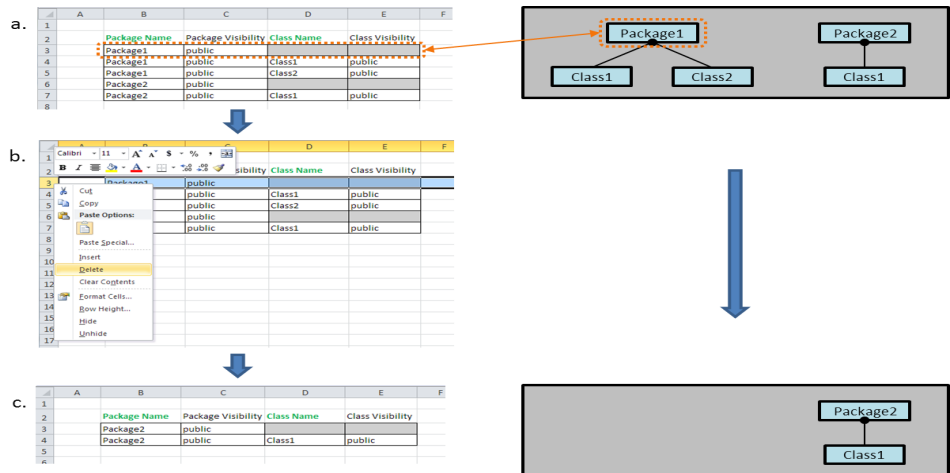 a.
A B C D E F
1
2 Package Name Package Visibility Class Name Class Visibility
3 Package1 public
4 Package1 public Class1 public
5 Package1 public Class2 public
6 Package2 public
7 Package2 public Class1 public
8
Package1 Package2
Class1 Class2 Class1
b.
D E F
1 Calibri 11 A A $ % ,
B I A .00 .0
2 sibility Class Name Class Visibility
3 Package1 public
4 public Class1 public
5 public Class2 public
6 public
7 public Class1 public
8
9
10
11
12
13
14
15
16
17
Cut
Copy
Paste Options:
Paste Special...
Insert
Delete
Clear Contents
Format Cells...
Row Height...
Hide
Unhide
c.
A B C D E F
1
2 Package Name Package Visibility Class Name Class Visibility
3 Package2 public
4 Package2 public Class1 public
5
6
Package2
Class1